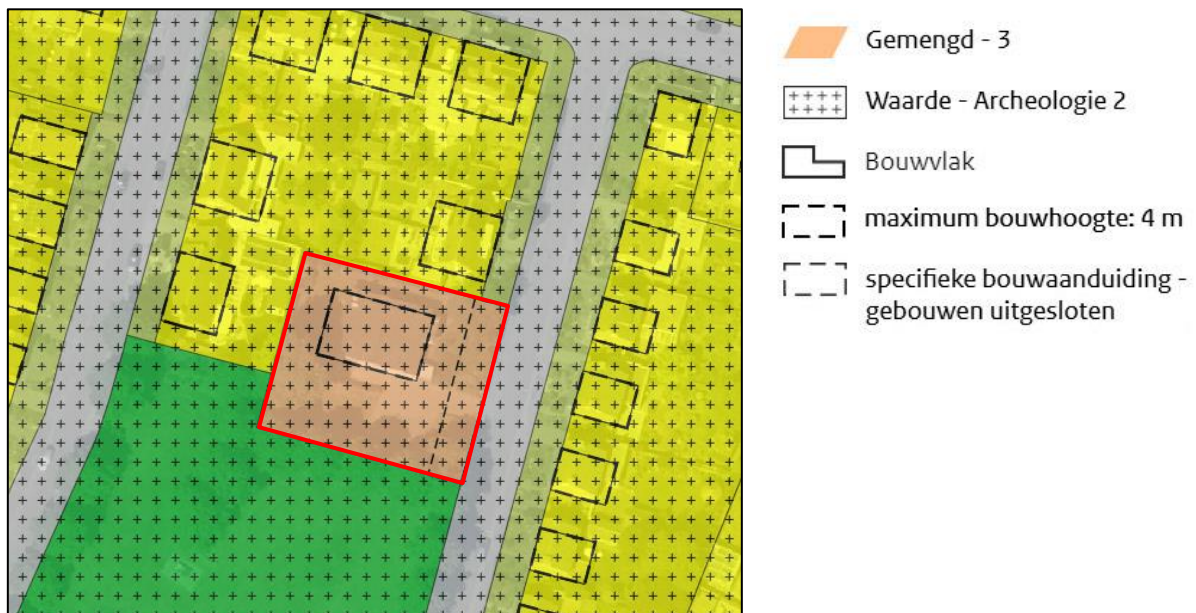 Gemengd - 3
Waarde - Archeologie 2
Bouwvlak
maximum bouwhoogte: 4 m
specifieke bouwaanduiding -
gebouwen uitgesloten